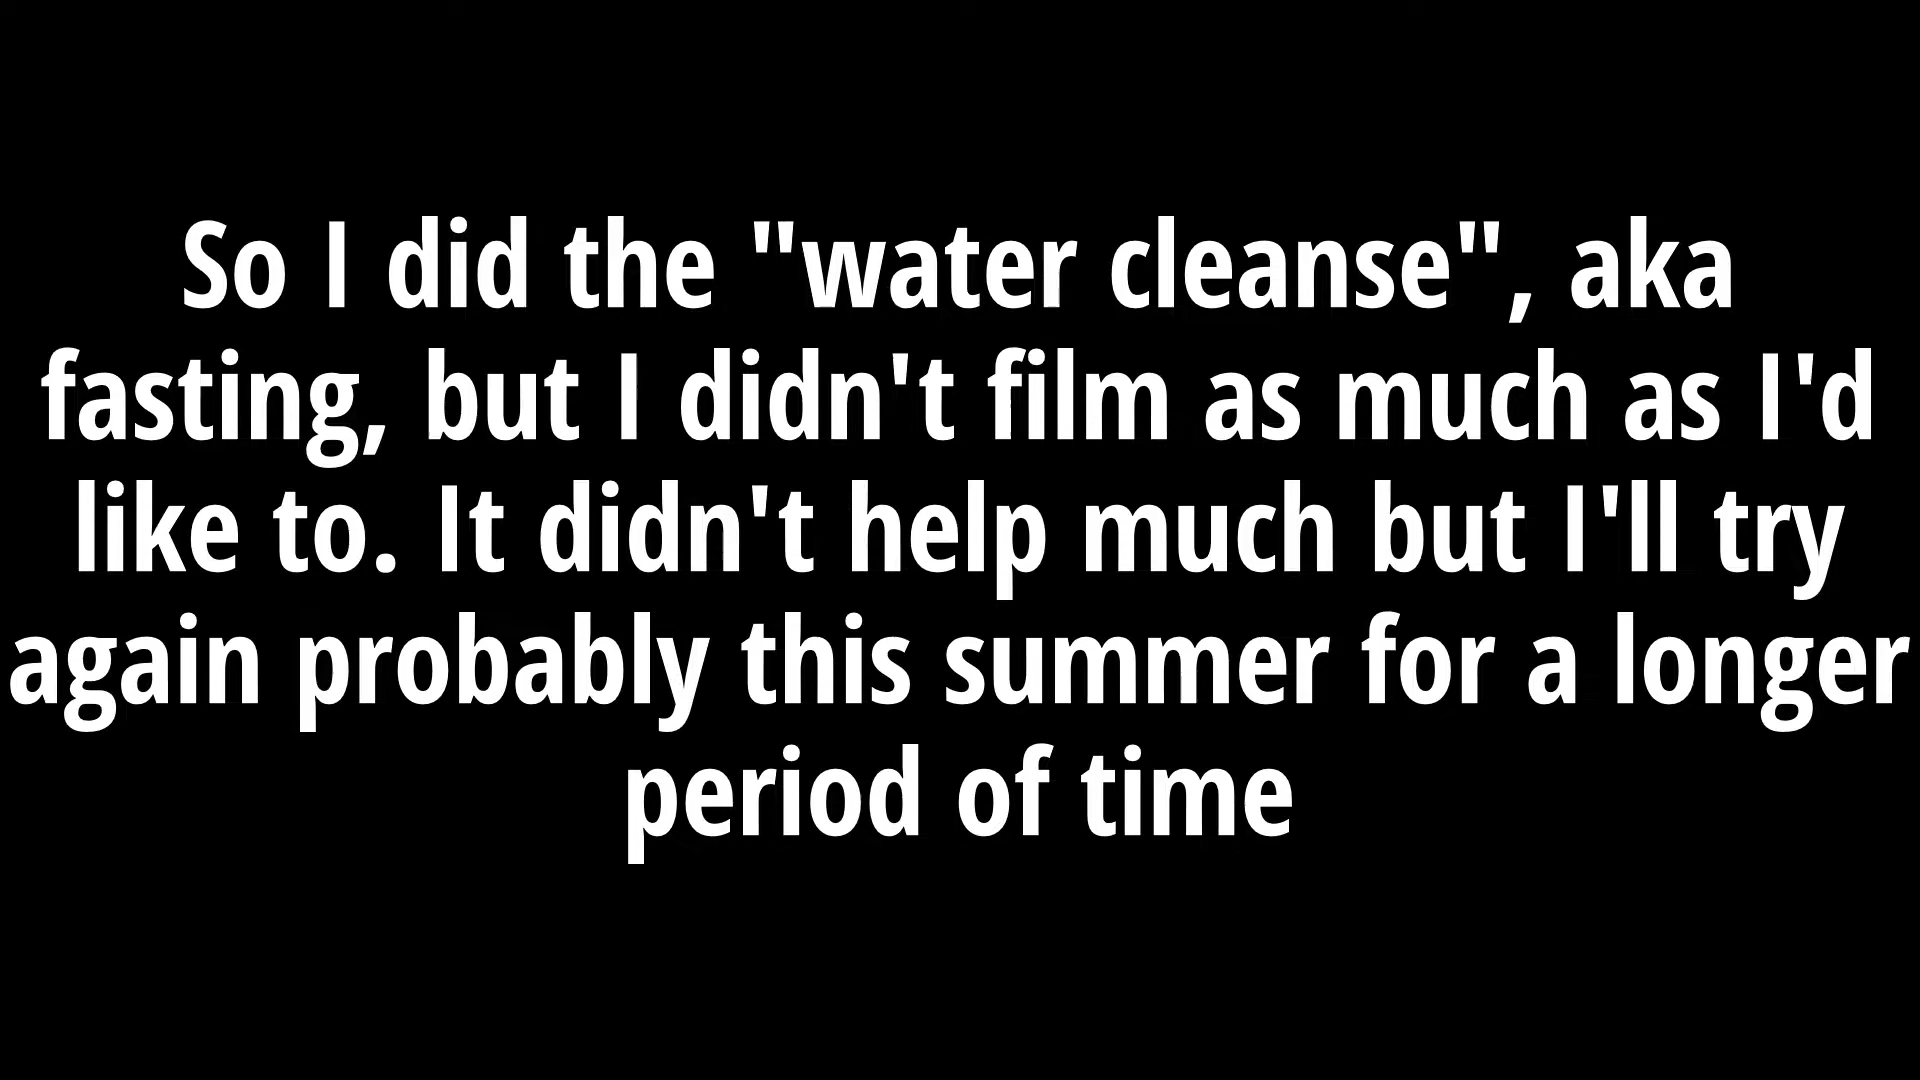 So I did the "water cleanse", aka
fasting, but I didn't film as much as I'd
like to. It didn't help much but I'll try
again probably this summer for a longer
period of time